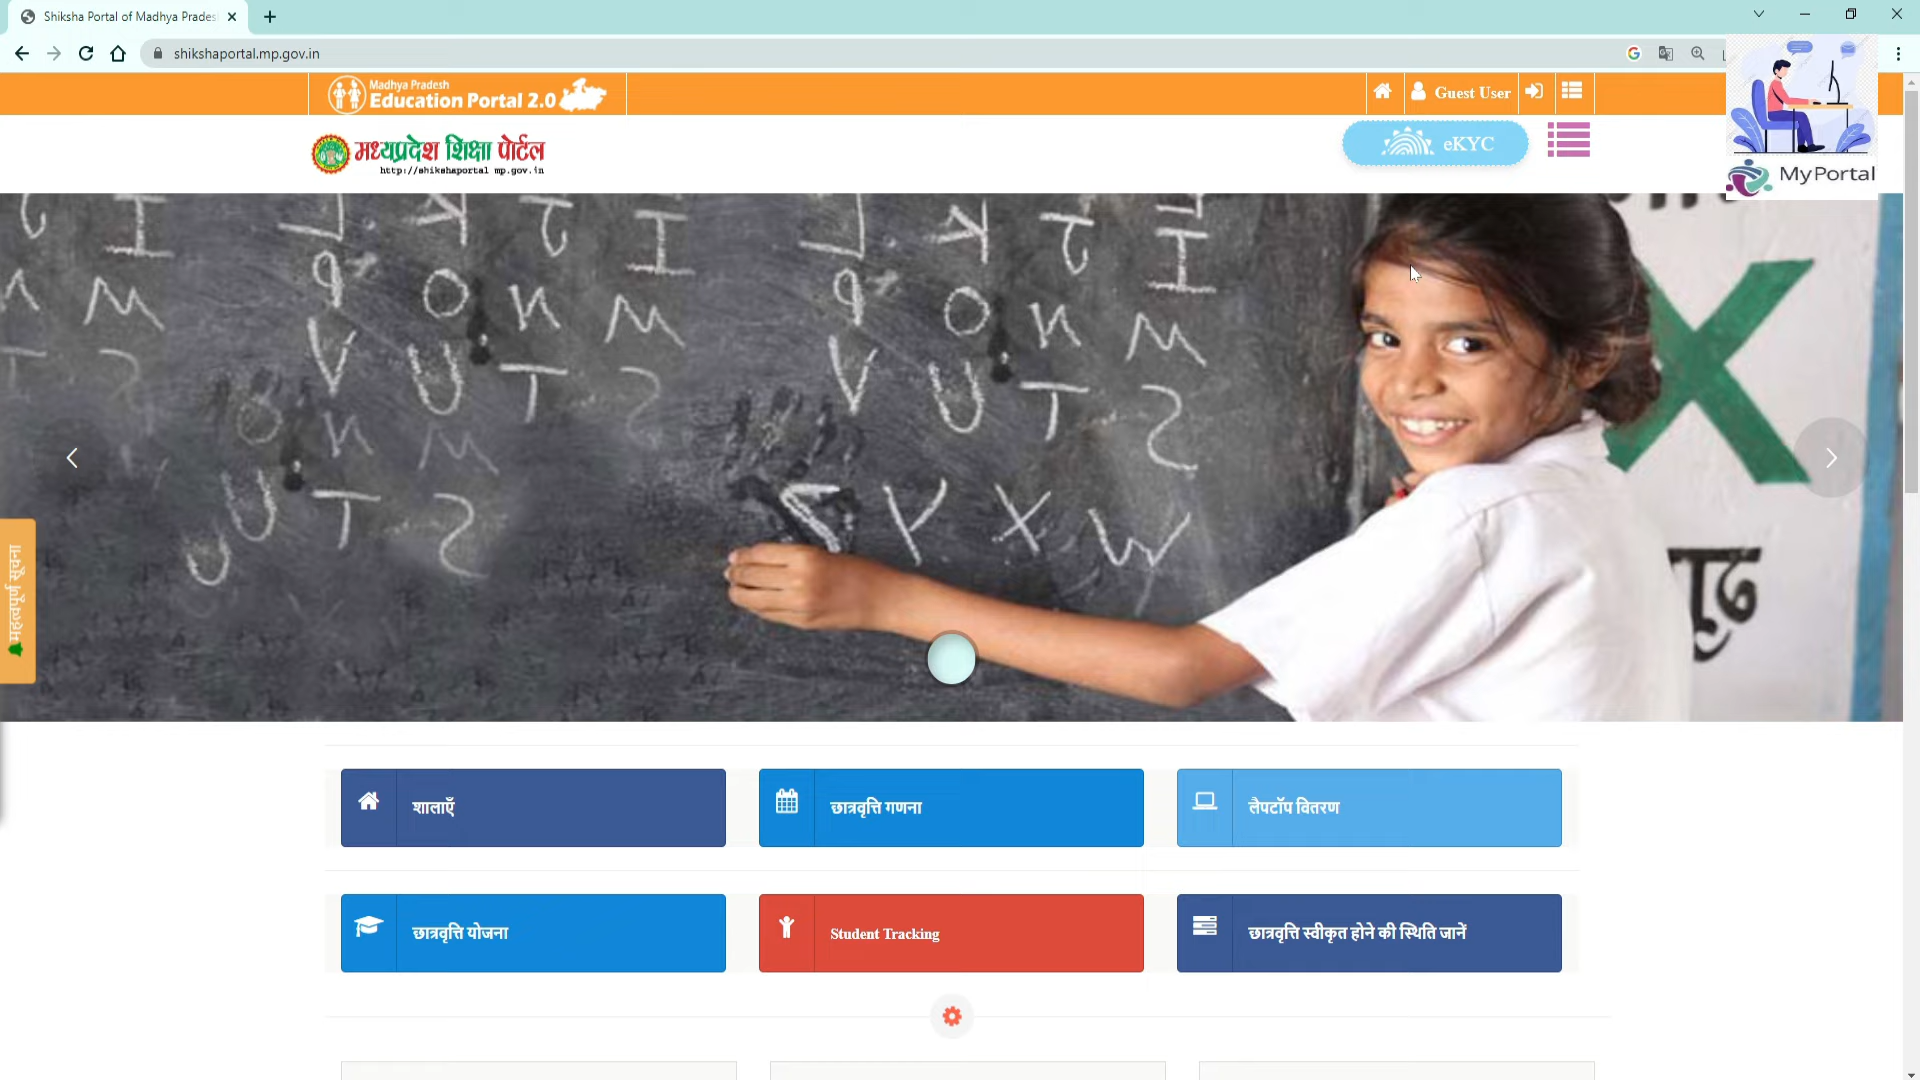 Shiksha Portal of Madhya Prades
shikshaportal.mp.gov.in
Madhya Pradesh
Education Portal 2.0
Guest User
मध्यप्रदेश शिक्षा पोर्टल
http://shikshaportal mp.gov.in
eKYC
MyPortal
महत्वपूर्ण सूचना
V U T S
U T S
Z Y X W
शालाएँ
छात्रवृत्ति गणना
लैपटॉप वितरण
छात्रवृत्ति योजना
Student Tracking
छात्रवृत्ति स्वीकृत होने की स्थिति जानें